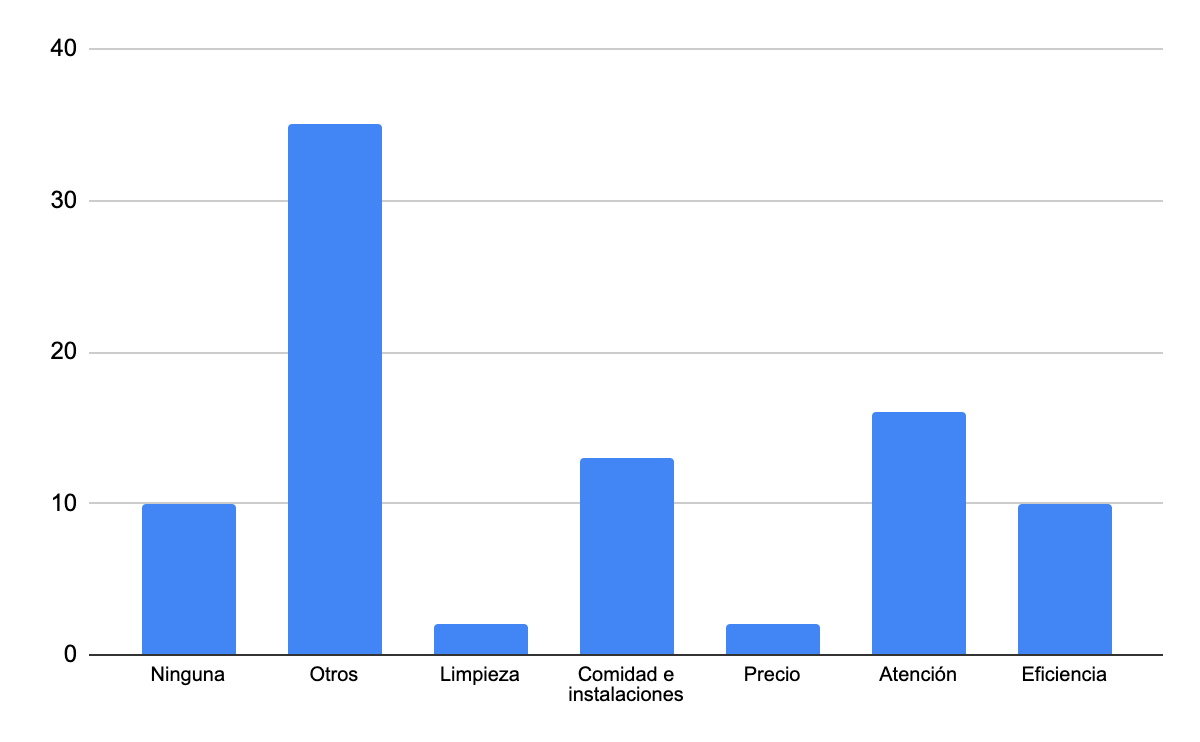 40
30
20
10
0
Ninguna
Otros
Limpieza
Comidad e
instalaciones
Precio
Atención
Eficiencia